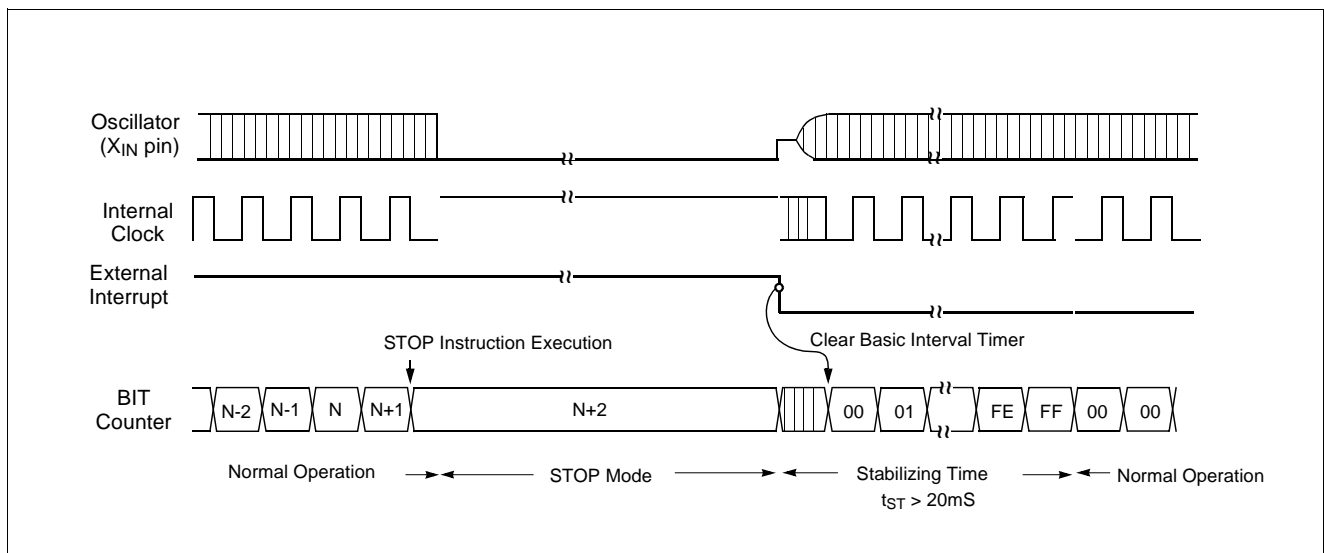 Oscillator
(XIN pin)
Internal
Clock
External
Interrupt
STOP Instruction Execution
Clear Basic Interval Timer
BIT
Counter
N-2 N-1 N N+1 N+2 00 01 FE FF 00 00
Normal Operation STOP Mode Stabilizing Time Normal Operation
tST > 20mS